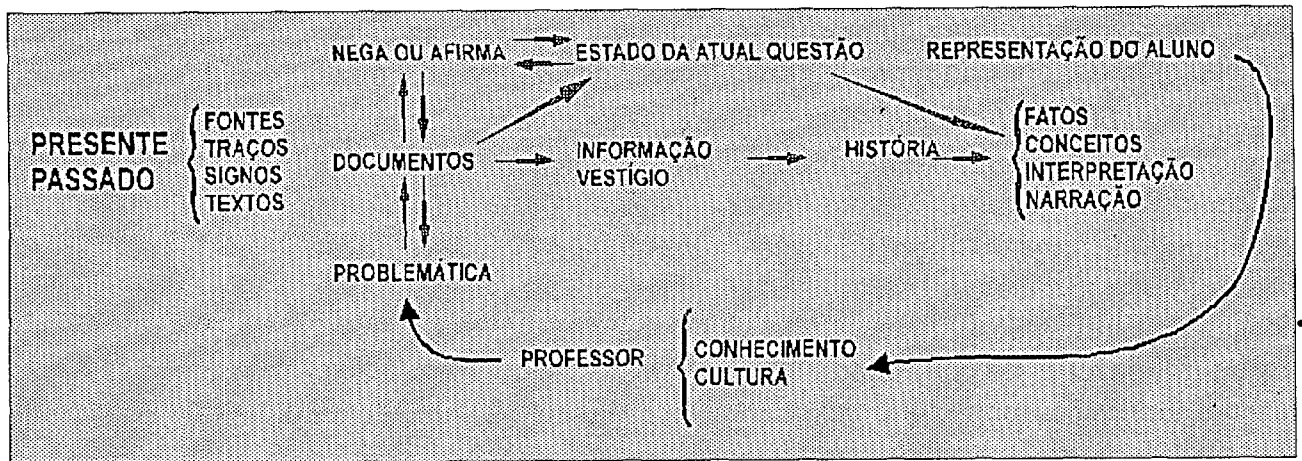 NEGA OU AFIRMA
ESTADO DA ATUAL QUESTÃO
REPRESENTAÇÃO DO ALUNO
PRESENTE
PASSADO
FONTES
TRAÇOS
SIGNOS
TEXTOS
DOCUMENTOS
INFORMAÇÃO
VESTÍGIO
HISTÓRIA
FATOS
CONCEITOS
INTERPRETAÇÃO
NARRAÇÃO
PROBLEMÁTICA
PROFESSOR
CONHECIMENTO
CULTURA